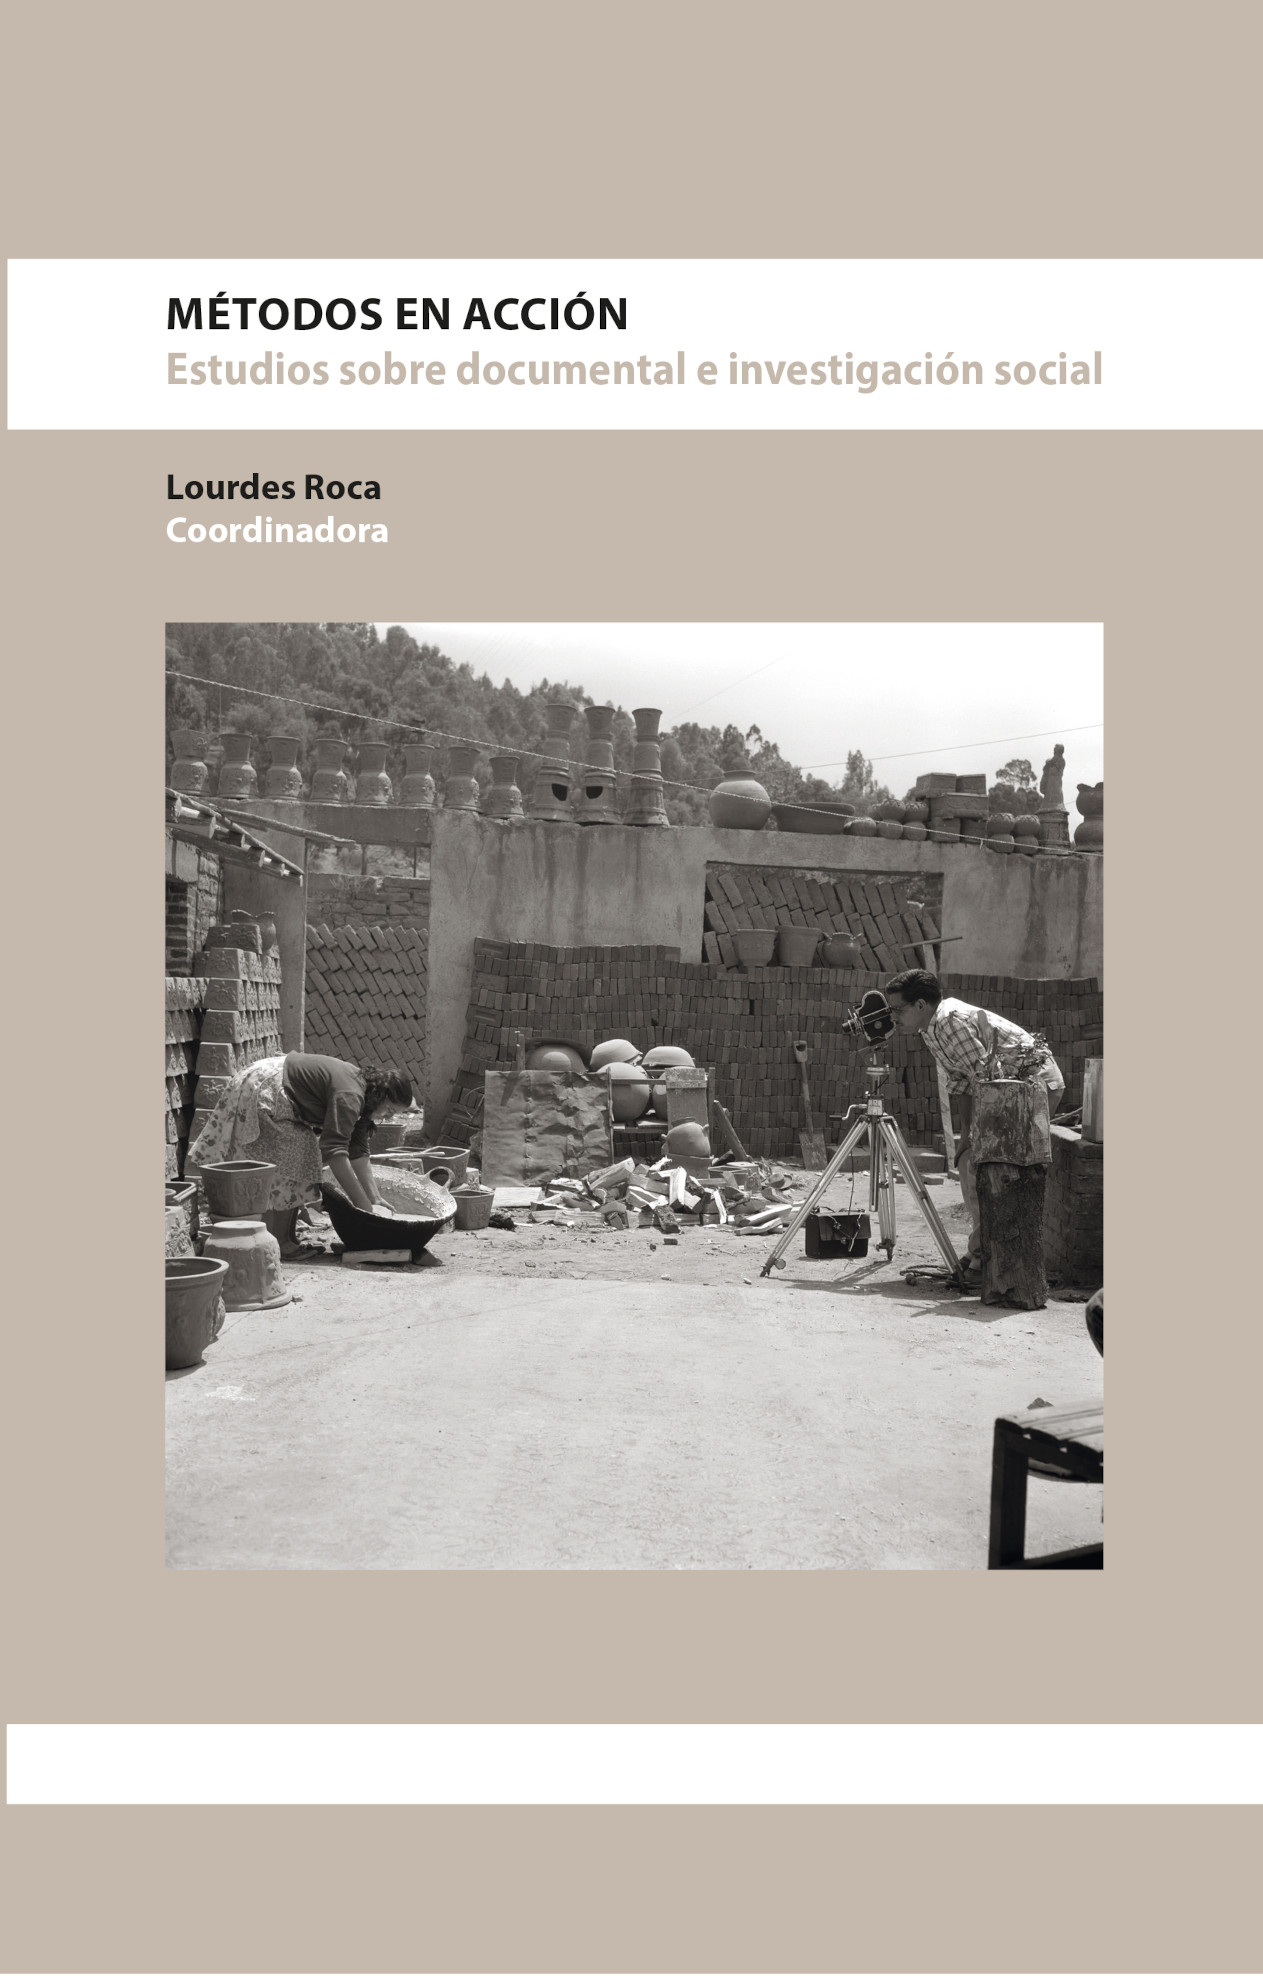 MÉTODOS EN ACCIÓN
Estudios sobre documental e investigación social
Lourdes Roca
Coordinadora